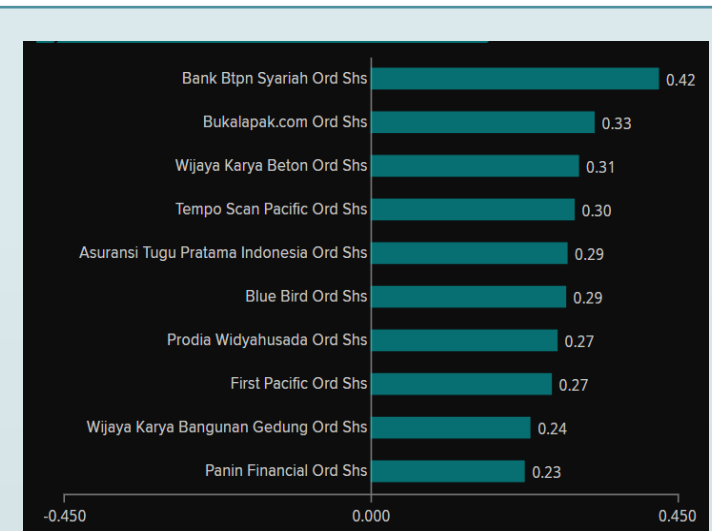 Bank Btpn Syariah Ord Shs 0.42
Bukalapak.com Ord Shs 0.33
Wijaya Karya Beton Ord Shs 0.31
Tempo Scan Pacific Ord Shs 0.30
Asuransi Tugu Pratama Indonesia Ord Shs 0.29
Blue Bird Ord Shs 0.29
Prodia Widyahusada Ord Shs 0.27
First Pacific Ord Shs 0.27
Wijaya Karya Bangunan Gedung Ord Shs 0.24
Panin Financial Ord Shs 0.23
-0.450 0.000 0.450